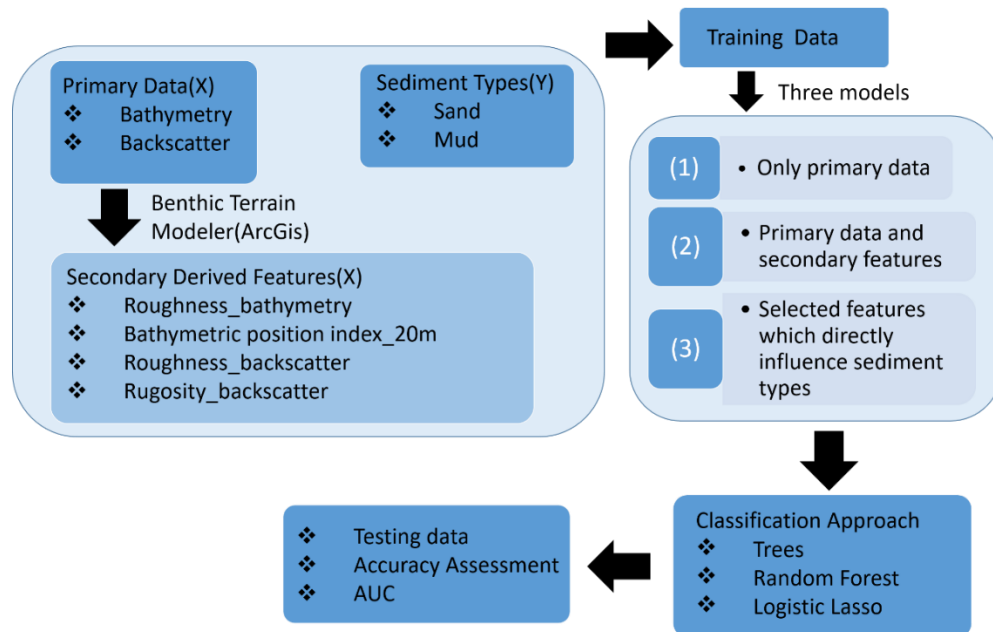 Primary Data(X)
❖ Bathymetry
❖ Backscatter
Sediment Types(Y)
❖ Sand
❖ Mud
Benthic Terrain
Modeler(ArcGis)
Secondary Derived Features(X)
❖ Roughness_bathymetry
❖ Bathymetric position index_20m
❖ Roughness_backscatter
❖ Rugosity_backscatter
Training Data
Three models
(1) • Only primary data
(2) • Primary data and
secondary features
(3) • Selected features
which directly
influence sediment
types
Classification Approach
❖ Trees
❖ Random Forest
❖ Logistic Lasso
❖ Testing data
❖ Accuracy Assessment
❖ AUC